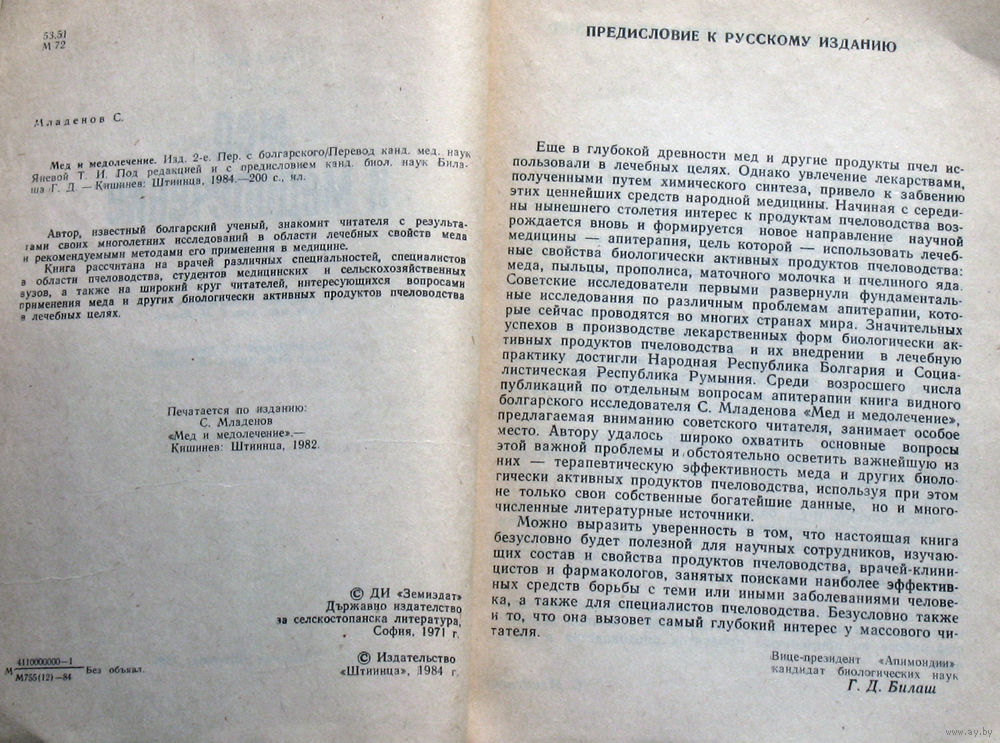 53.51
М 72
Младенов С.
Мед и медолечение. Изд. 2-е. Пер. с болгарского/Перевод канд. мед. наук
Яневой Т. И. Под редакцией и с предисловием канд. биол. наук Била-
ша Г. Д. — Кишинев: Штиинца, 1984.—200 с., ил.
Автор, известный болгарский ученый, знакомит читателя с результа-
тами своих многолетних исследований в области лечебных свойств меда
и рекомендуемыми методами его применения в медицине.
Книга рассчитана на врачей различных специальностей, специалистов
в области пчеловодства, студентов медицинских и сельскохозяйственных
вузов, а также на широкий круг читателей, интересующихся вопросами
применения меда и других биологически активных продуктов пчеловодства
в лечебных целях.
Печатается по изданию:
С. Младенов
«Мед и медолечение».—
Кишинев: Штиинца, 1982.
© ДИ «Земиздат»
Държавно издателство
за селскостопанска литература,
София, 1971 г.
© Издательство
«Штиинца», 1984 г.
М 4110000000—1
М755(12)—84 Без объявл.
ПРЕДИСЛОВИЕ К РУССКОМУ ИЗДАНИЮ
Еще в глубокой древности мед и другие продукты пчел ис-
пользовали в лечебных целях. Однако увлечение лекарствами,
полученными путем химического синтеза, привело к забвению
этих ценнейших средств народной медицины. Начиная с середи-
ны нынешнего столетия интерес к продуктам пчеловодства воз-
рождается вновь и формируется новое направление научной
медицины — апитерапия, цель которой — использовать лечеб-
ные свойства биологически активных продуктов пчеловодства:
меда, пыльцы, прополиса, маточного молочка и пчелиного яда.
Советские исследователи первыми развернули фундаменталь-
ные исследования по различным проблемам апитерапии, кото-
рые сейчас проводятся во многих странах мира. Значительных
успехов в производстве лекарственных форм биологически ак-
тивных продуктов пчеловодства и их внедрении в лечебную
практику достигли Народная Республика Болгария и Социа-
листическая Республика Румыния. Среди возросшего числа
публикаций по отдельным вопросам апитерапии книга видного
болгарского исследователя С. Младенова «Мед и медолечение»,
предлагаемая вниманию советского читателя, занимает особое
место. Автору удалось широко охватить основные вопросы
этой важной проблемы и обстоятельно осветить важнейшую из
них — терапевтическую эффективность меда и других биоло-
гически активных продуктов пчеловодства, используя при этом
не только свои собственные богатейшие данные, но и много-
численные литературные источники.
Можно выразить уверенность в том, что настоящая книга
безусловно будет полезной для научных сотрудников, изучаю-
щих состав и свойства продуктов пчеловодства, врачей-клини-
цистов и фармакологов, занятых поисками наиболее эффектив-
ных средств борьбы с теми или иными заболеваниями челове-
ка, а также для специалистов пчеловодства. Безусловно также
и то, что она вызовет самый глубокий интерес у массового чи-
тателя.
Вице-президент «Апимондии»
кандидат биологических наук
Г. Д. Билаш
www.ay.by